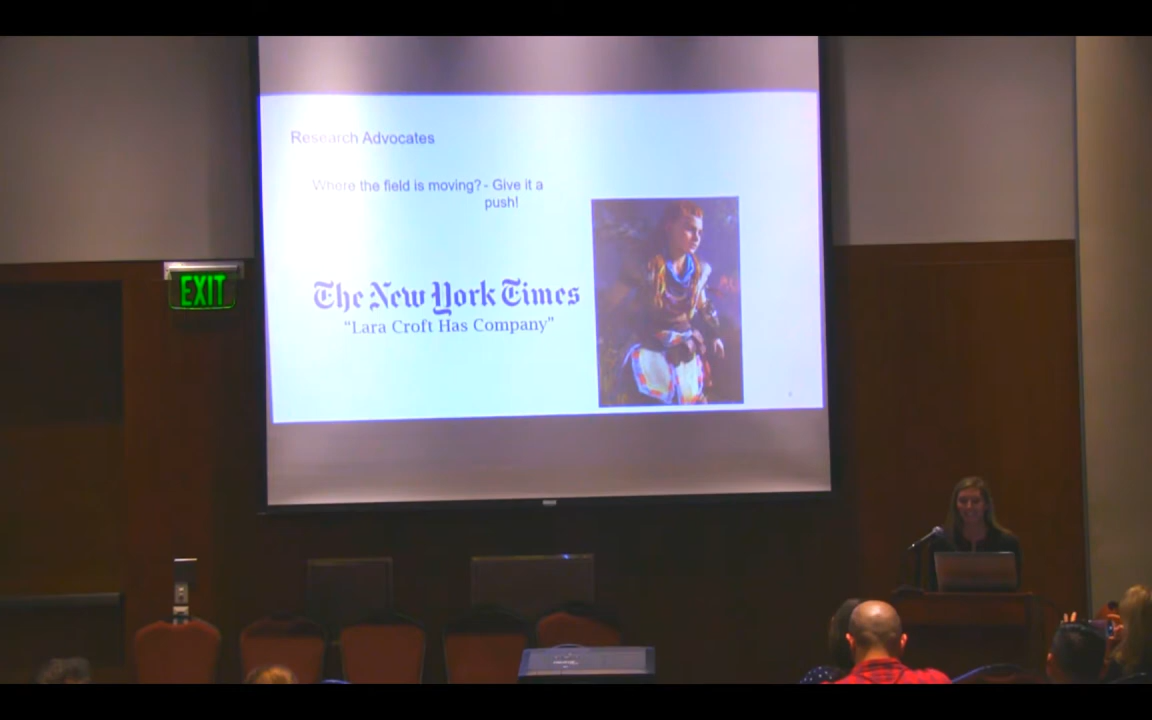 Research Advocates
Where the field is moving? - Give it a
push!
The New York Times
"Lara Croft Has Company"
EXIT